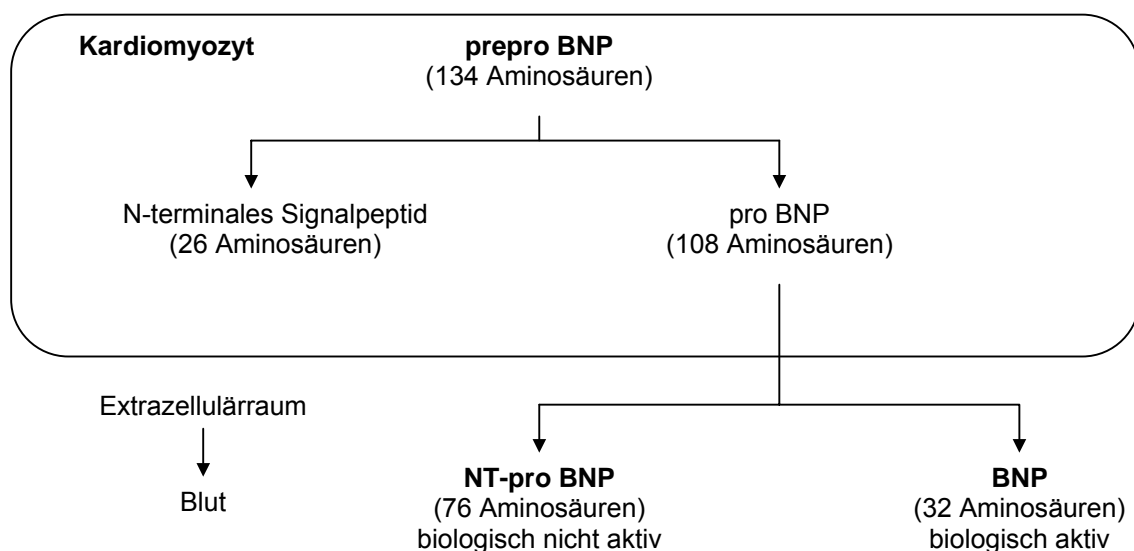 Kardiomyozyt
prepro BNP
(134 Aminosäuren)
N-terminales Signalpeptid
(26 Aminosäuren)
pro BNP
(108 Aminosäuren)
Extrazellulärraum
Blut
NT-pro BNP
(76 Aminosäuren)
biologisch nicht aktiv
BNP
(32 Aminosäuren)
biologisch aktiv